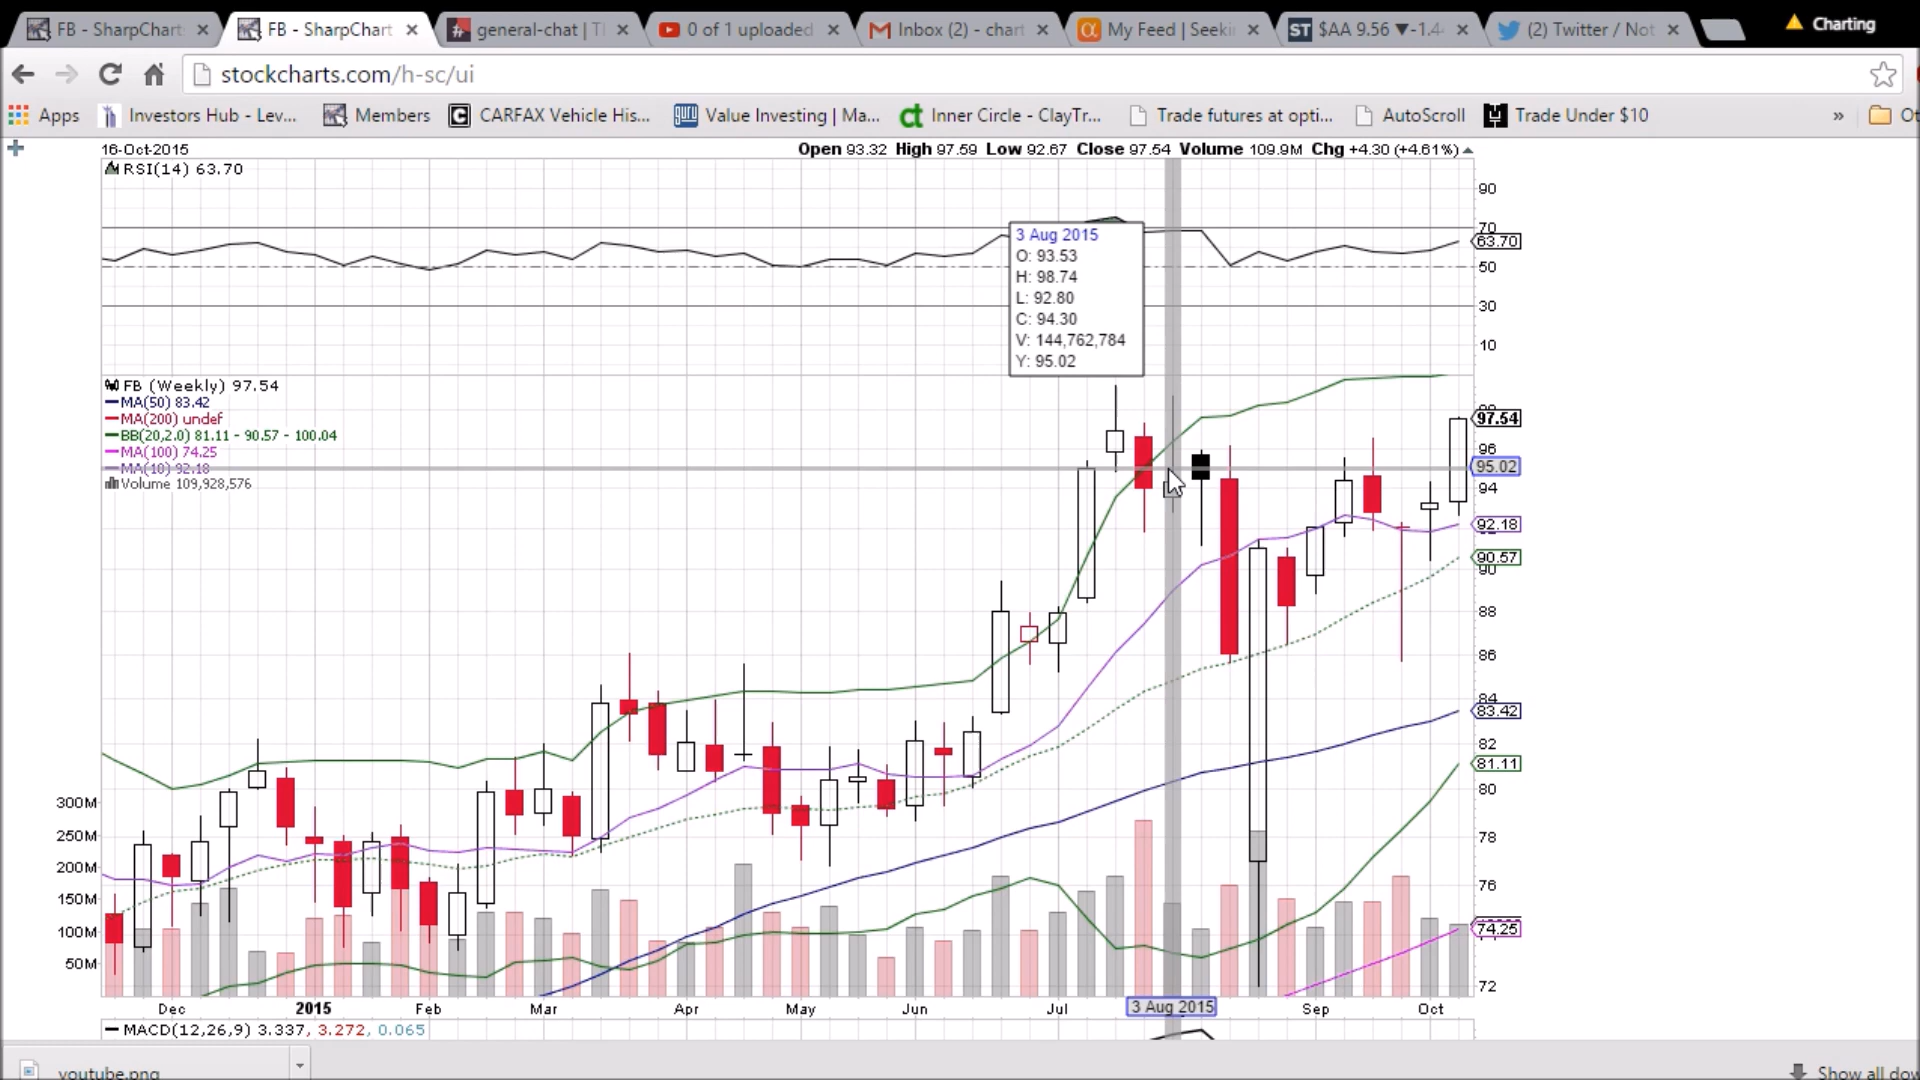 FB - SharpChart
FB - SharpChart
general-chat | Tl
0 of 1 uploaded
Inbox (2) - chart
My Feed | Seeki
$AA 9.56 ▼-1.4
(2) Twitter / Not
Charting
stockcharts.com/h-sc/ui
Apps
Investors Hub - Lev...
Members
CARFAX Vehicle His...
Value Investing | Ma...
Inner Circle - ClayTr...
Trade futures at opti...
AutoScroll
Trade Under $10
»
Ot
16-Oct-2015
Open 93.32 High 97.59 Low 92.67 Close 97.54 Volume 109.9M Chg +4.30 (+4.61%)
RSI(14) 63.70
90
70
63.70
50
30
10
3 Aug 2015
O: 93.53
H: 98.74
L: 92.80
C: 94.30
V: 144,762,784
Y: 95.02
FB (Weekly) 97.54
MA(50) 83.42
MA(200) undef
BB(20,2.0) 81.11 - 90.57 - 100.04
MA(100) 74.25
MA(10) 92.18
Volume 109,928,576
97.54
96
95.02
94
92.18
90.57
90
88
86
84
83.42
82
81.11
80
78
76
74.25
72
300M
250M
200M
150M
100M
50M
Dec 2015 Feb Mar Apr May Jun Jul 3 Aug 2015 Sep Oct
MACD(12,26,9) 3.337, 3.272, 0.065
youtube.png
Show all dow